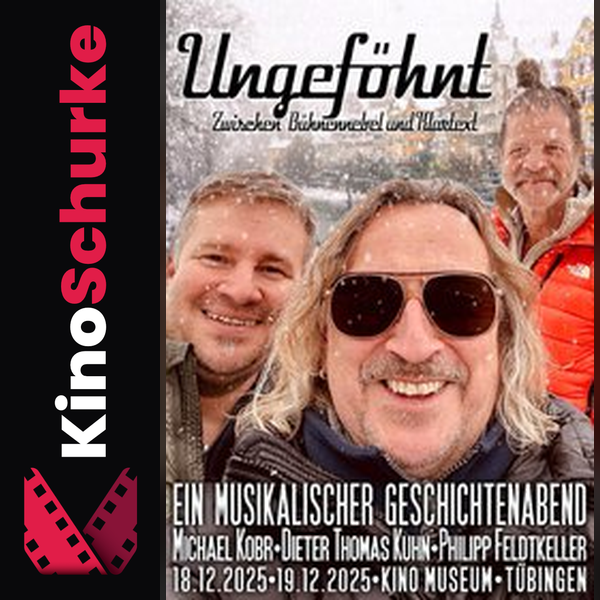 KinoSchurke
Ungeföhnt
Zwischen Bühnennebel und Klartext
EIN MUSIKALISCHER GESCHICHTENABEND
MICHAEL KOBR•DIETER THOMAS KUHN•PHILIPP FELDTKELLER
18.12.2025•19.12.2025•KINO MUSEUM•TÜBINGEN